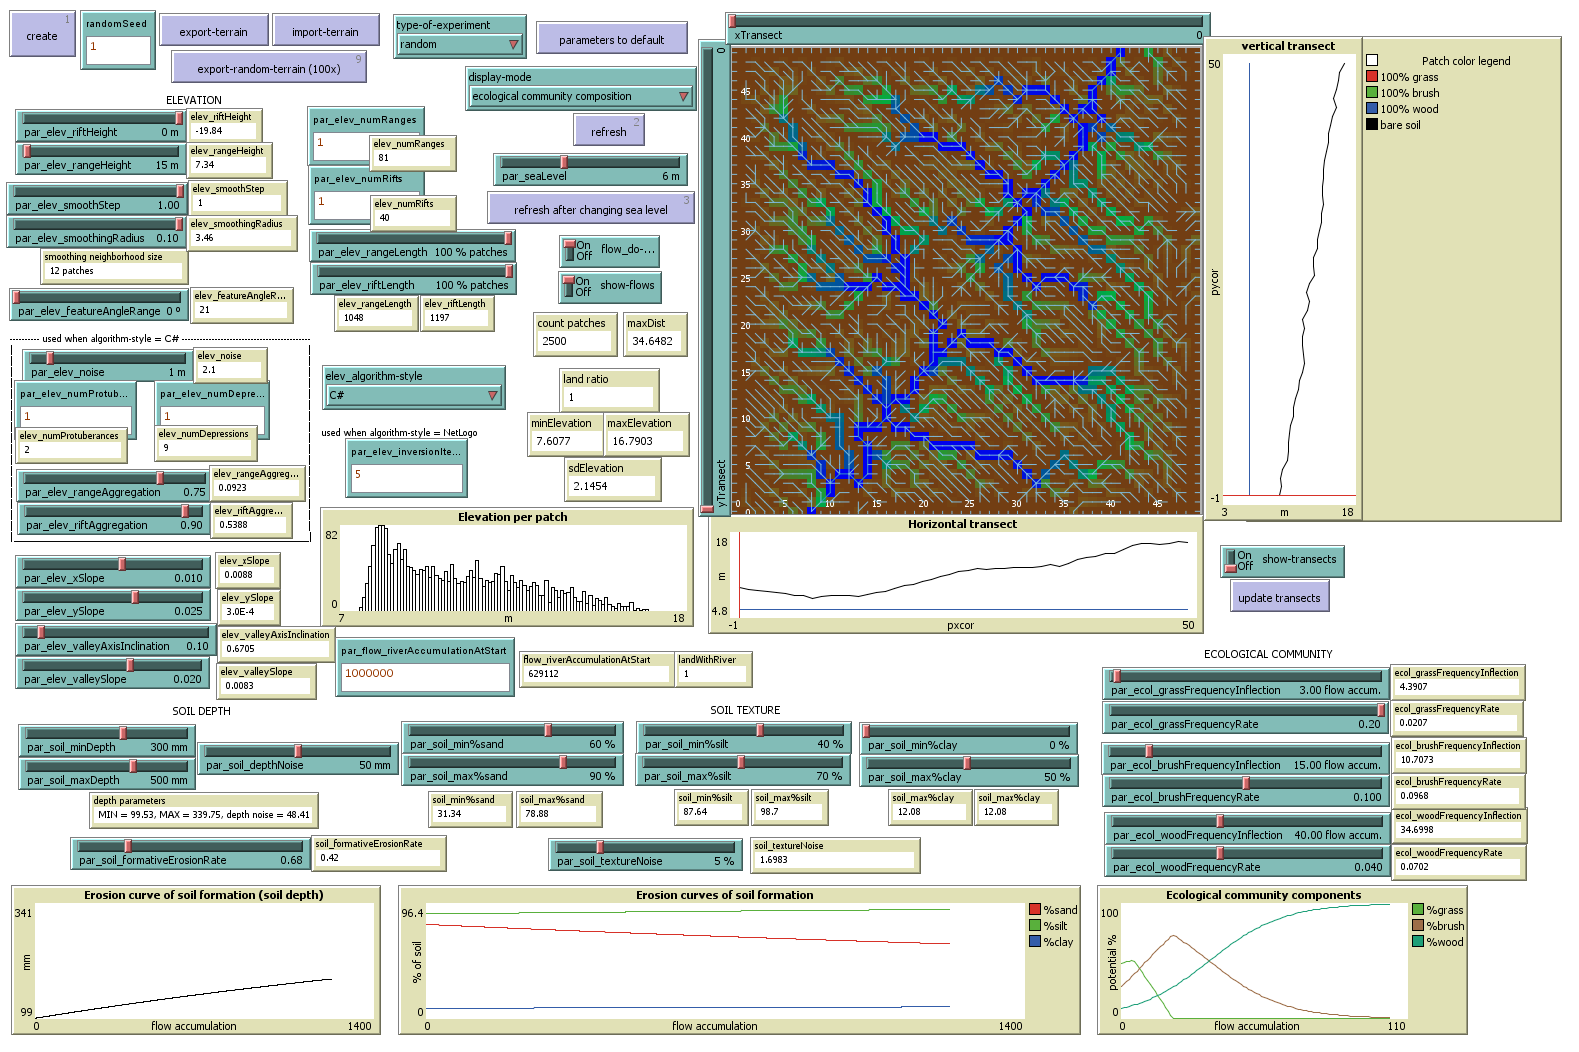 create
1
randomSeed
1
export-terrain
import-terrain
export-random-terrain (100x)
9
type-of-experiment
random
parameters to default
display-mode
ecological community composition
refresh
2
par_seaLevel
6 m
refresh after changing sea level
3
On
Off
flow_do-...
On
Off
show-flows
count patches
2500
maxDist
34.6482
land ratio
1
minElevation
7.6077
maxElevation
16.7903
sdElevation
2.1454
ELEVATION
par_elev_riftHeight
0 m
elev_riftHeight
-19.84
par_elev_rangeHeight
15 m
elev_rangeHeight
7.34
par_elev_smoothStep
1.00
elev_smoothStep
1
par_elev_smoothingRadius
0.10
elev_smoothingRadius
3.46
smoothing neighborhood size
12 patches
par_elev_featureAngleRange
0 º
elev_featureAngleR...
21
par_elev_numRanges
1
elev_numRanges
81
par_elev_numRifts
1
elev_numRifts
40
par_elev_rangeLength
100 % patches
par_elev_riftLength
100 % patches
elev_rangeLength
1048
elev_riftLength
1197
used when algorithm-style = C#
par_elev_noise
1 m
elev_noise
2.1
par_elev_numProtub...
1
elev_numProtuberances
2
par_elev_numDepre...
1
elev_numDepressions
9
par_elev_rangeAggregation
0.75
elev_rangeAggreg...
0.0923
par_elev_riftAggregation
0.90
elev_riftAggre...
0.5388
elev_algorithm-style
C#
used when algorithm-style = NetLogo
par_elev_inversionIte...
5
par_elev_xSlope
0.010
elev_xSlope
0.0088
par_elev_ySlope
0.025
elev_ySlope
3.0E-4
par_elev_valleyAxisInclination
0.10
elev_valleyAxisInclination
0.6705
par_elev_valleySlope
0.020
elev_valleySlope
0.0083
Elevation per patch
82
0
7
m
18
par_flow_riverAccumulationAtStart
1000000
flow_riverAccumulationAtStart
629112
landWithRiver
1
xTransect
0
yTransect
0
45
40
35
30
25
20
15
10
5
0
5
10
15
20
25
30
35
40
45
vertical transect
50
pycor
-1
3
m
18
Patch color legend
100% grass
100% brush
100% wood
bare soil
Horizontal transect
18
m
4.8
-1
pxcor
50
On
Off
show-transects
update transects
SOIL DEPTH
par_soil_minDepth
300 mm
par_soil_maxDepth
500 mm
par_soil_depthNoise
50 mm
depth parameters
MIN = 99.53, MAX = 339.75, depth noise = 48.41
par_soil_formativeErosionRate
0.68
soil_formativeErosionRate
0.42
SOIL TEXTURE
par_soil_min%sand
60 %
par_soil_max%sand
90 %
soil_min%sand
31.34
soil_max%sand
78.88
par_soil_min%silt
40 %
par_soil_max%silt
70 %
soil_min%silt
87.64
soil_max%silt
98.7
par_soil_min%clay
0 %
par_soil_max%clay
50 %
soil_max%clay
12.08
soil_max%clay
12.08
par_soil_textureNoise
5 %
soil_textureNoise
1.6983
ECOLOGICAL COMMUNITY
par_ecol_grassFrequencyInflection
3.00 flow accum.
ecol_grassFrequencyInflection
4.3907
par_ecol_grassFrequencyRate
0.20
ecol_grassFrequencyRate
0.0207
par_ecol_brushFrequencyInflection
15.00 flow accum.
ecol_brushFrequencyInflection
10.7073
par_ecol_brushFrequencyRate
0.100
ecol_brushFrequencyRate
0.0968
par_ecol_woodFrequencyInflection
40.00 flow accum.
ecol_woodFrequencyInflection
34.6998
par_ecol_woodFrequencyRate
0.040
ecol_woodFrequencyRate
0.0702
Erosion curve of soil formation (soil depth)
341
mm
99
0
flow accumulation
1400
Erosion curves of soil formation
96.4
% of soil
0
0
flow accumulation
1400
%sand
%silt
%clay
Ecological community components
100
potential %
0
0
flow accumulation
110
%grass
%brush
%wood